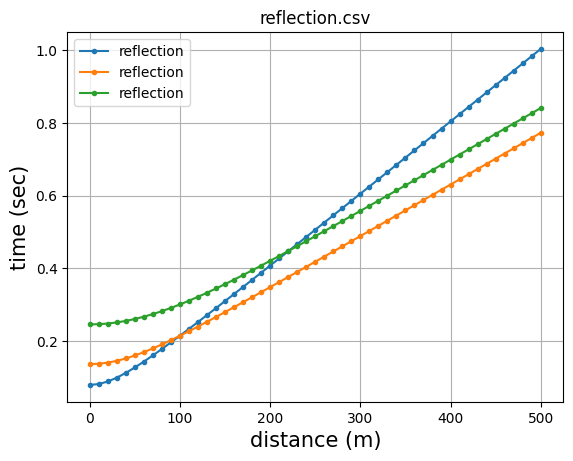 reflection.csv
reflection
reflection
reflection
time (sec)
1.0
0.8
0.6
0.4
0.2
0
100
200
300
400
500
distance (m)